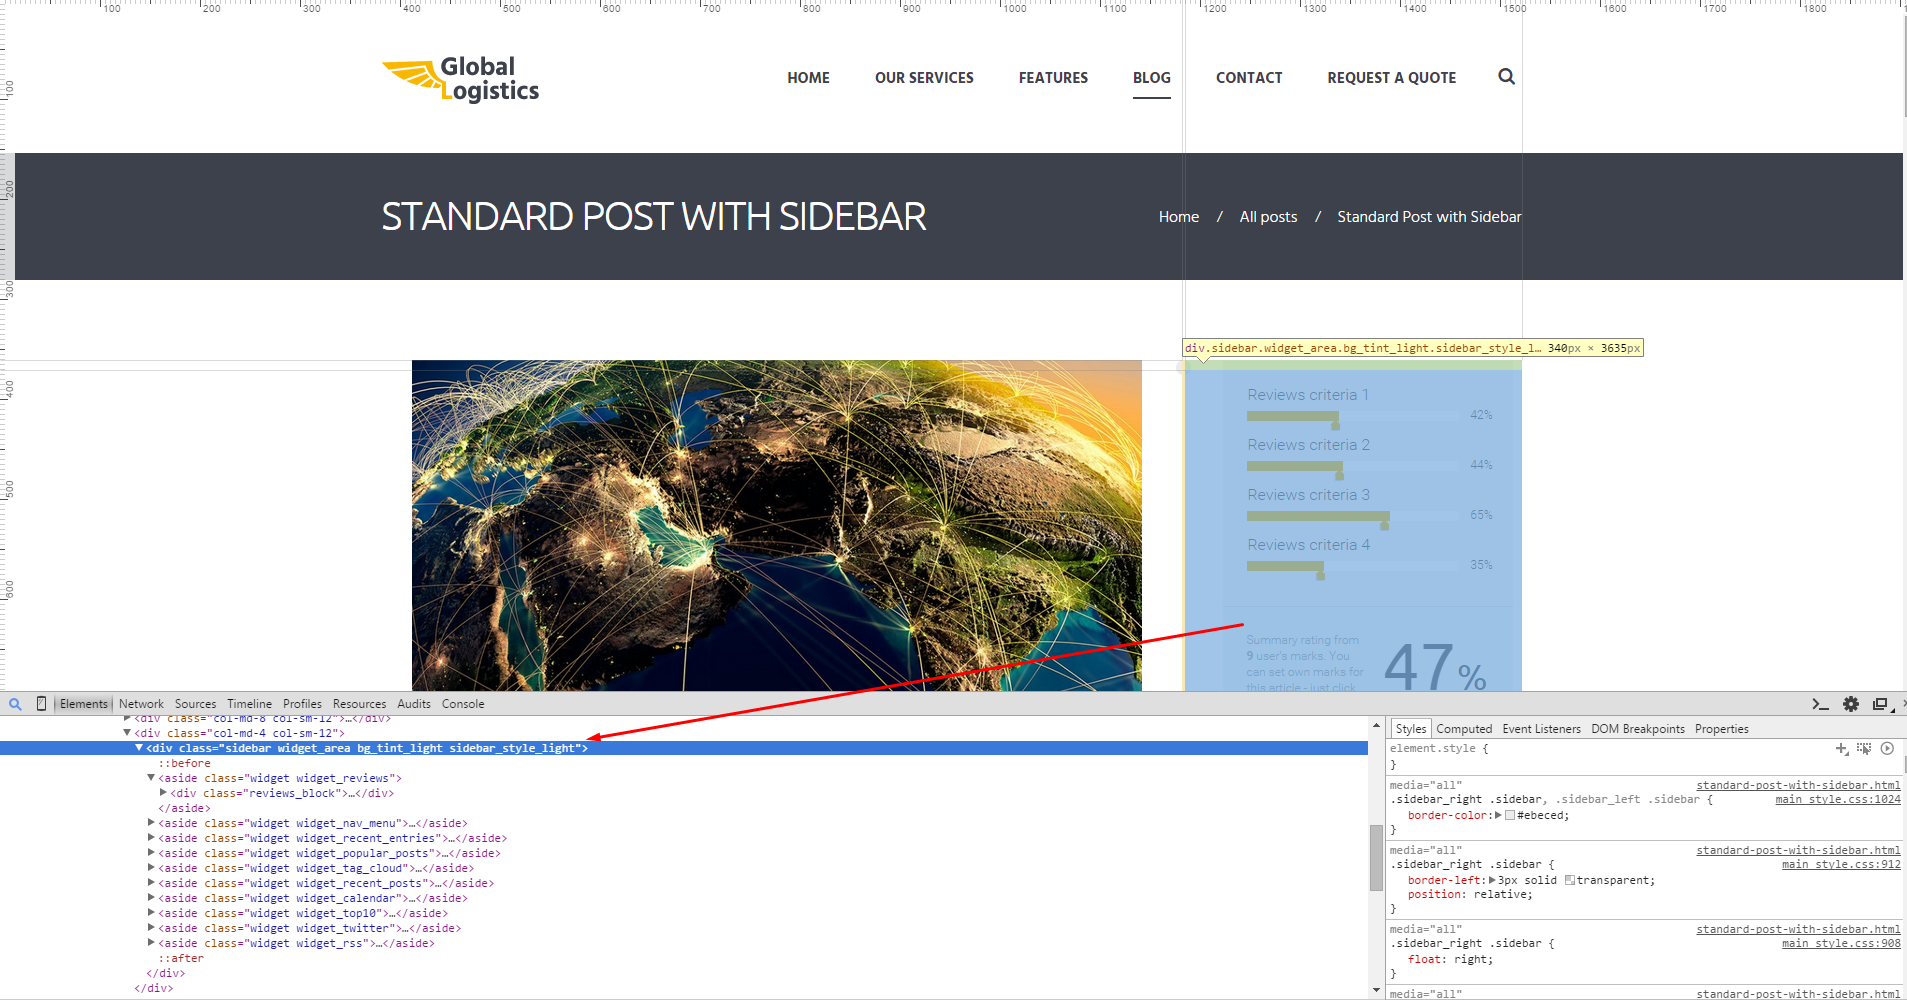 100 200 300 400 500 600 700 800 900 1000 1100 1200 1300 1400 1500 1600 1700 1800
100
200
300
400
500
600
Global
Logistics
HOME OUR SERVICES FEATURES BLOG CONTACT REQUEST A QUOTE
STANDARD POST WITH SIDEBAR
Home / All posts / Standard Post with Sidebar
div.sidebar.widget_area.bg_tint_light.sidebar_style_l… 340px × 3635px
Reviews criteria 1
42%
Reviews criteria 2
44%
Reviews criteria 3
65%
Reviews criteria 4
35%
Summary rating from
9 user's marks. You
can set own marks for
this article - just click
47%
Elements Network Sources Timeline Profiles Resources Audits Console
▶<div class="col-md-8 col-sm-12">…</div>
▼<div class="col-md-4 col-sm-12">
▼<div class="sidebar widget_area bg_tint_light sidebar_style_light">
::before
▼<aside class="widget widget_reviews">
▶<div class="reviews_block">…</div>
</aside>
▶<aside class="widget widget_nav_menu">…</aside>
▶<aside class="widget widget_recent_entries">…</aside>
▶<aside class="widget widget_popular_posts">…</aside>
▶<aside class="widget widget_tag_cloud">…</aside>
▶<aside class="widget widget_recent_posts">…</aside>
▶<aside class="widget widget_calendar">…</aside>
▶<aside class="widget widget_top10">…</aside>
▶<aside class="widget widget_twitter">…</aside>
▶<aside class="widget widget_rss">…</aside>
::after
</div>
</div>
Styles Computed Event Listeners DOM Breakpoints Properties
element.style {
}
media="all" standard-post-with-sidebar.html
.sidebar_right .sidebar, .sidebar_left .sidebar { main style.css:1024
border-color:▶#ebeced;
}
media="all" standard-post-with-sidebar.html
.sidebar_right .sidebar { main style.css:912
border-left:▶3px solid transparent;
position: relative;
}
media="all" standard-post-with-sidebar.html
.sidebar_right .sidebar { main style.css:908
float: right;
}
media="all" standard-post-with-sidebar.html